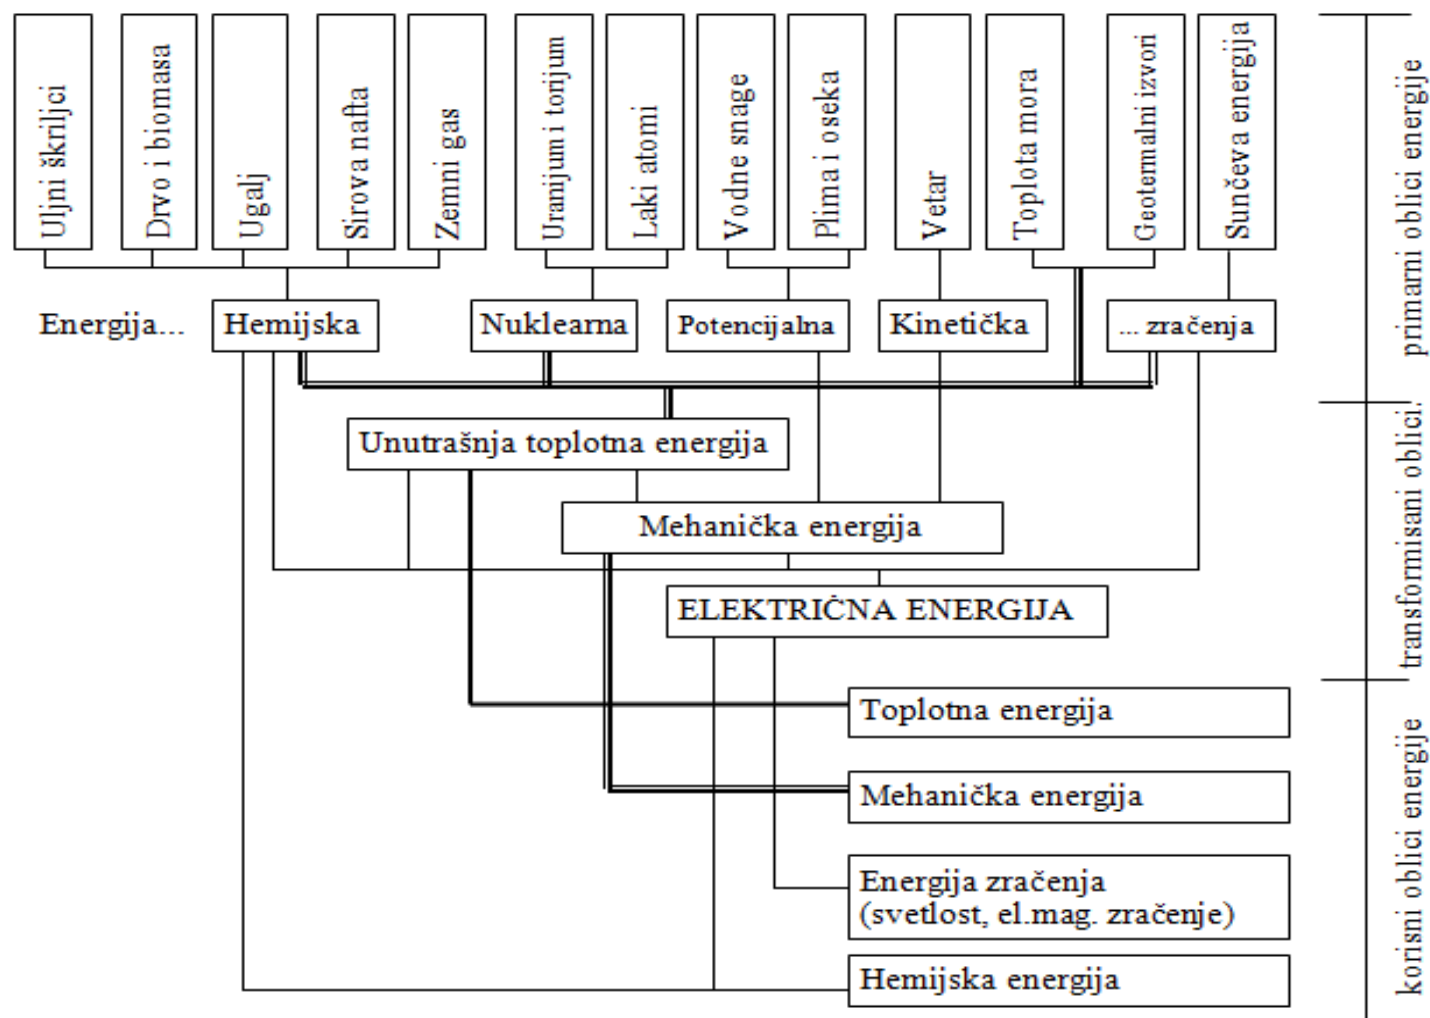 Uljni škriljci
Drvo i biomasa
Ugalj
Sirova nafta
Zemni gas
Uranijum i torijum
Laki atomi
Vodne snage
Plima i oseka
Vetar
Toplota mora
Geotermalni izvori
Sunčeva energija
primarni oblici energije
Energija...
Hemijska
Nuklearna
Potencijalna
Kinetička
... zračenja
Unutrašnja toplotna energija
transformisani oblici.
Mehanička energija
ELEKTRIČNA ENERGIJA
Toplotna energija
Mehanička energija
korisni oblici energije
Energija zračenja
(svetlost, el.mag. zračenje)
Hemijska energija